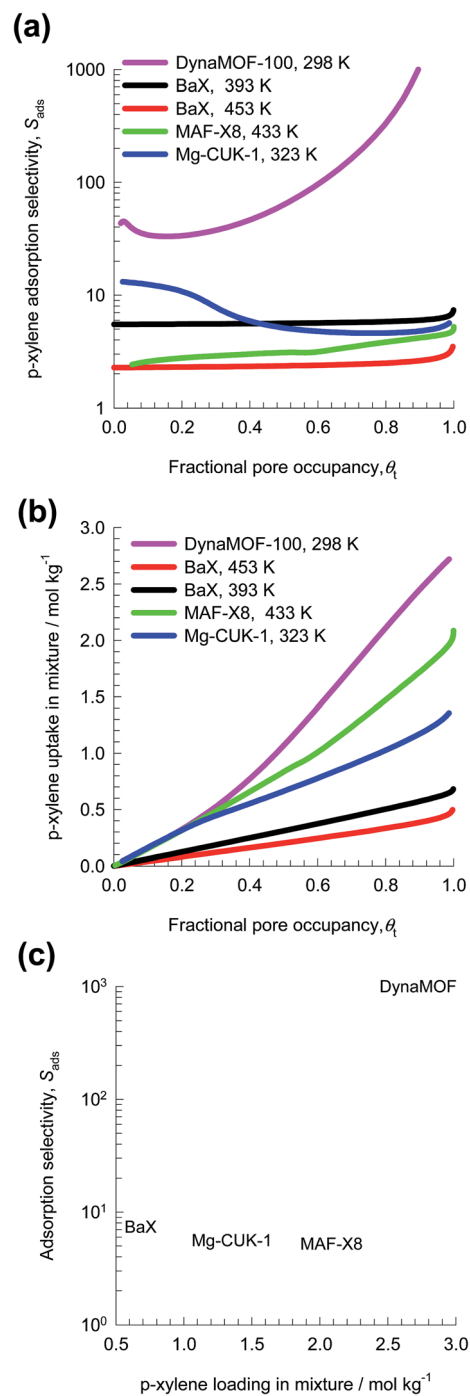 (a)
p-xylene adsorption selectivity, S_ads
1000
100
10
1
DynaMOF-100, 298 K
BaX, 393 K
BaX, 453 K
MAF-X8, 433 K
Mg-CUK-1, 323 K
0.0 0.2 0.4 0.6 0.8 1.0
Fractional pore occupancy,θ_t
(b)
p-xylene uptake in mixture / mol kg⁻¹
3.0
2.5
2.0
1.5
1.0
0.5
0.0
DynaMOF-100, 298 K
BaX, 453 K
BaX, 393 K
MAF-X8, 433 K
Mg-CUK-1, 323 K
0.0 0.2 0.4 0.6 0.8 1.0
Fractional pore occupancy,θ_t
(c)
Adsorption selectivity, S_ads
10³
10²
10¹
10⁰
DynaMOF
BaX
Mg-CUK-1
MAF-X8
0.5 1.0 1.5 2.0 2.5 3.0
p-xylene loading in mixture / mol kg⁻¹